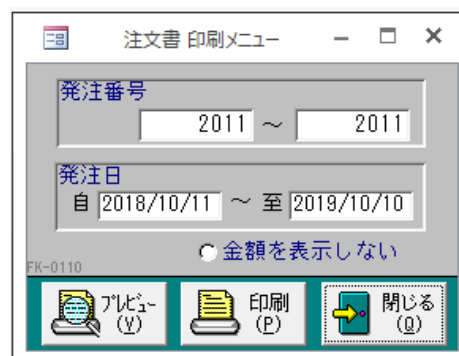 注文書 印刷メニュー
発注番号
2011 ～ 2011
発注日
自 2018/10/11 ～ 至 2019/10/10
金額を表示しない
FK-0110
プレビュー(V) 印刷(P) 閉じる(Q)